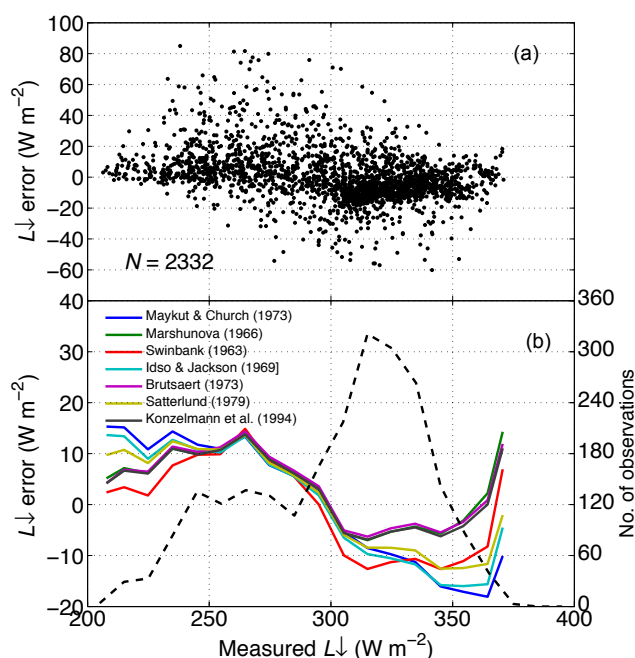 100
80
60
40
20
0
−20
−40
−60
L↓ error (W m−2)
(a)
N = 2332
40
30
20
10
0
−10
−20
L↓ error (W m−2)
Maykut & Church (1973)
Marshunova (1966)
Swinbank (1963)
Idso & Jackson (1969]
Brutsaert (1973)
Satterlund (1979)
Konzelmann et al. (1994)
(b)
360
300
240
180
120
60
0
No. of observations
200 250 300 350 400
Measured L↓ (W m−2)